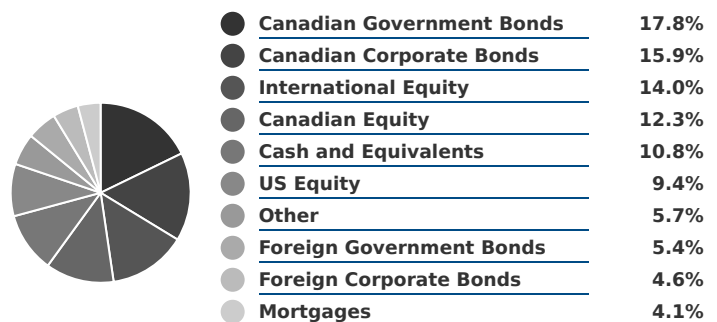 Canadian Government Bonds 17.8%
Canadian Corporate Bonds 15.9%
International Equity 14.0%
Canadian Equity 12.3%
Cash and Equivalents 10.8%
US Equity 9.4%
Other 5.7%
Foreign Government Bonds 5.4%
Foreign Corporate Bonds 4.6%
Mortgages 4.1%